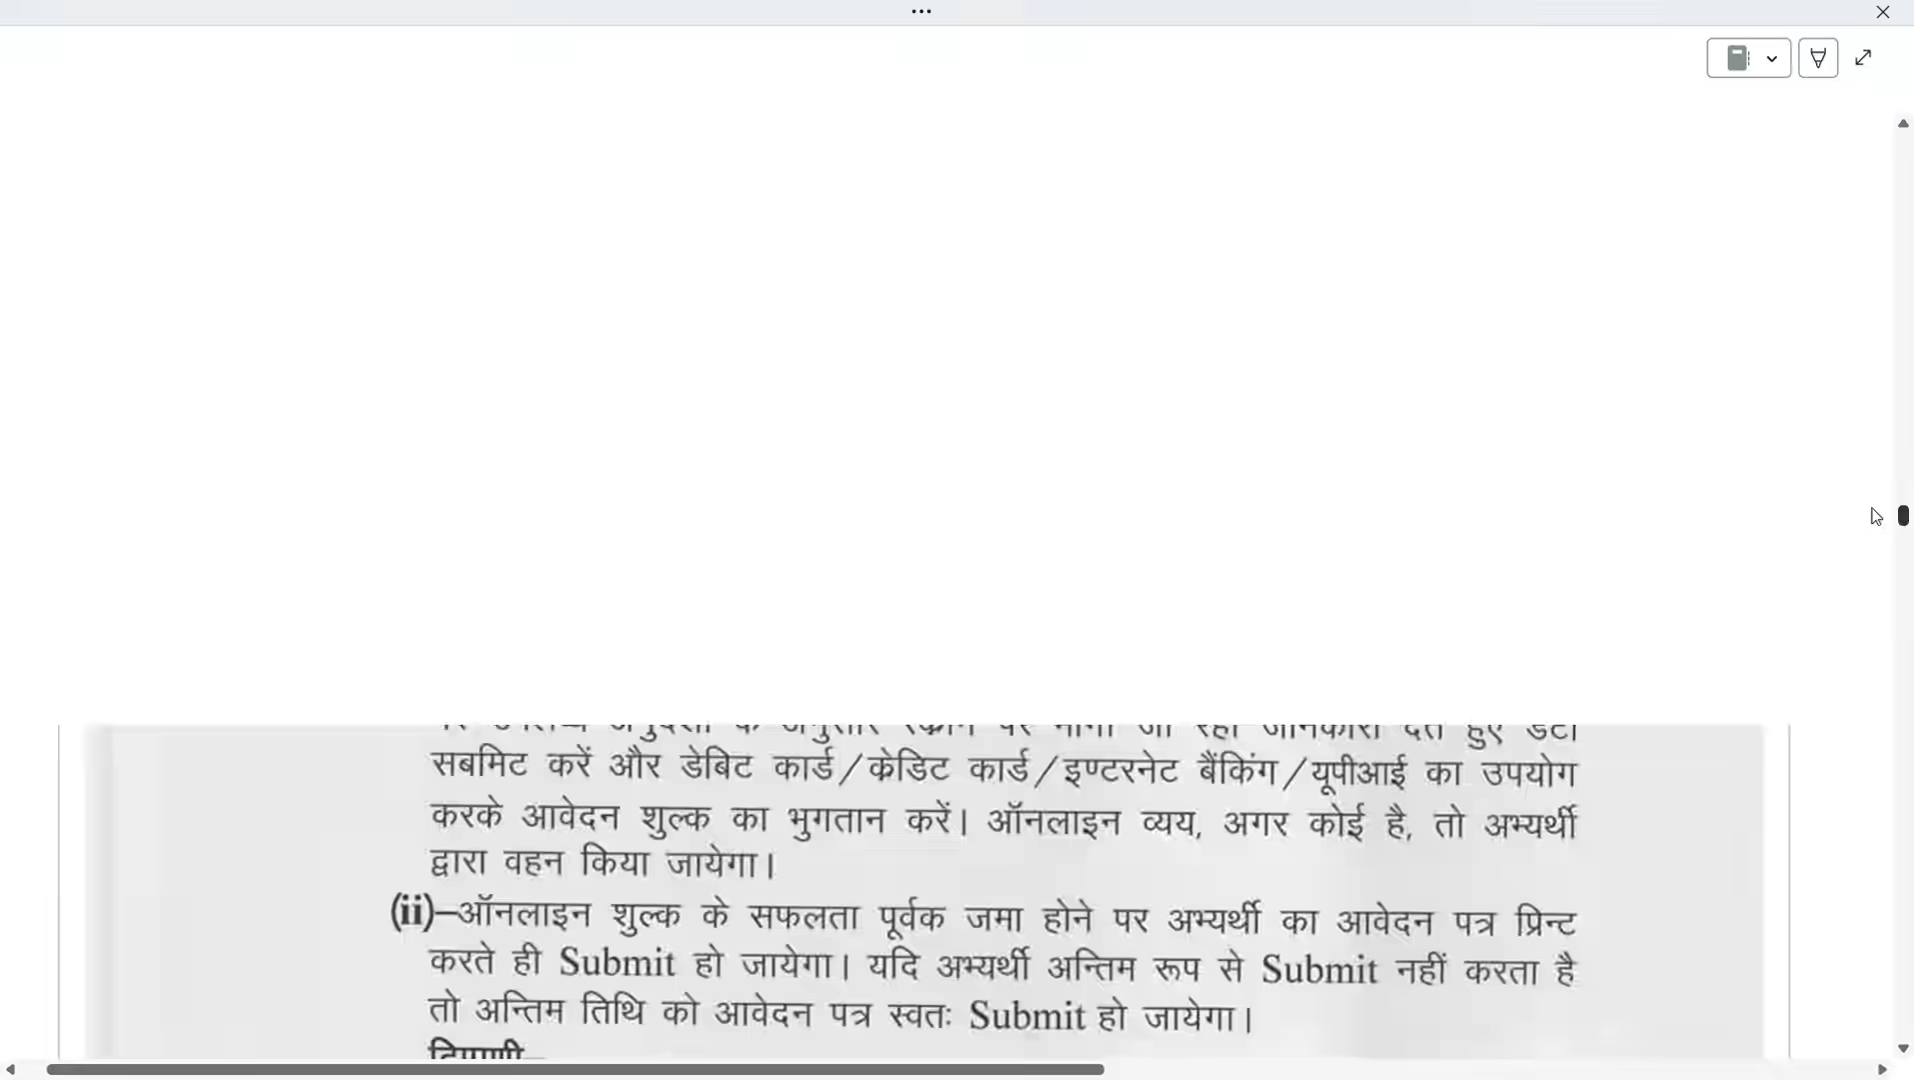 सबमिट करें और डेबिट कार्ड/क्रेडिट कार्ड/इण्टरनेट बैंकिंग/यूपीआई का उपयोग
करके आवेदन शुल्क का भुगतान करें। ऑनलाइन व्यय, अगर कोई है, तो अभ्यर्थी
द्वारा वहन किया जायेगा।
(ii)–ऑनलाइन शुल्क के सफलता पूर्वक जमा होने पर अभ्यर्थी का आवेदन पत्र प्रिन्ट
करते ही Submit हो जायेगा। यदि अभ्यर्थी अन्तिम रूप से Submit नहीं करता है
तो अन्तिम तिथि को आवेदन पत्र स्वतः Submit हो जायेगा।